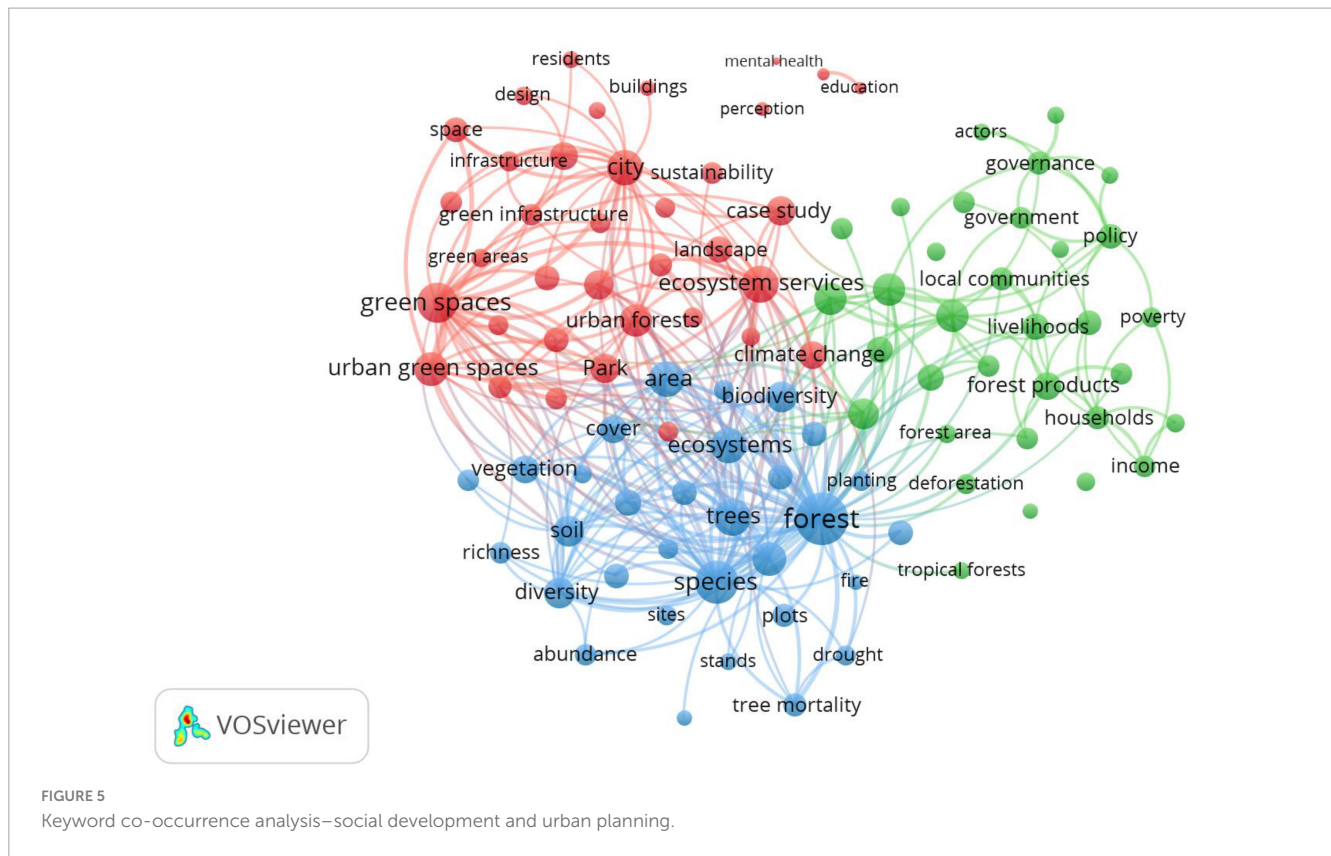 residents
mental health
buildings
education
design
perception
space
actors
infrastructure
city
sustainability
governance
green infrastructure
case study
government
policy
green areas
landscape
green spaces
ecosystem services
local communities
urban forests
livelihoods
poverty
urban green spaces
Park
climate change
area
biodiversity
forest products
households
cover
ecosystems
forest area
vegetation
planting
deforestation
income
soil
trees
forest
richness
tropical forests
diversity
species
fire
sites
plots
abundance
stands
drought
tree mortality
VOSviewer
FIGURE 5
Keyword co-occurrence analysis–social development and urban planning.